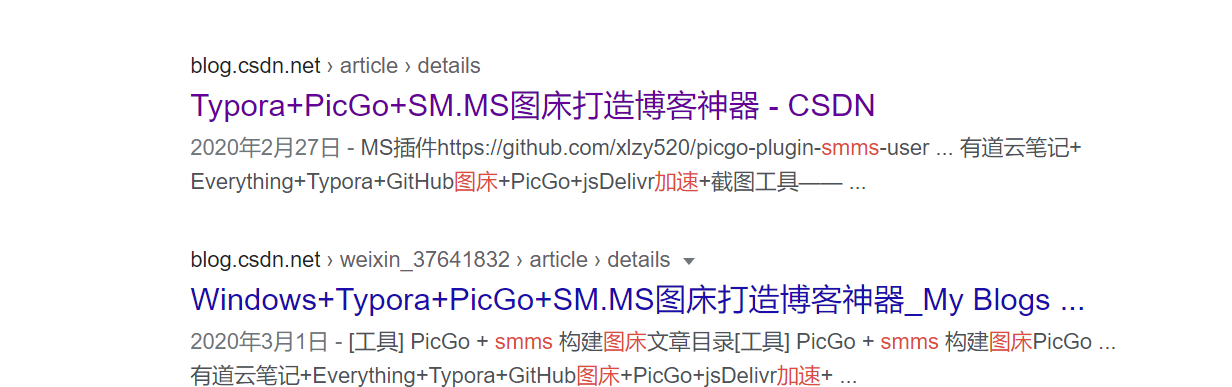 blog.csdn.net › article › details
Typora+PicGo+SM.MS图床打造博客神器 - CSDN
2020年2月27日 - MS插件https://github.com/xlzy520/picgo-plugin-smms-user ... 有道云笔记+
Everything+Typora+GitHub图床+PicGo+jsDelivr加速+截图工具—— ...
blog.csdn.net › weixin_37641832 › article › details
Windows+Typora+PicGo+SM.MS图床打造博客神器_My Blogs ...
2020年3月1日 - [工具] PicGo + smms 构建图床文章目录[工具] PicGo + smms 构建图床PicGo ...
有道云笔记+Everything+Typora+GitHub图床+PicGo+jsDelivr加速+ ...